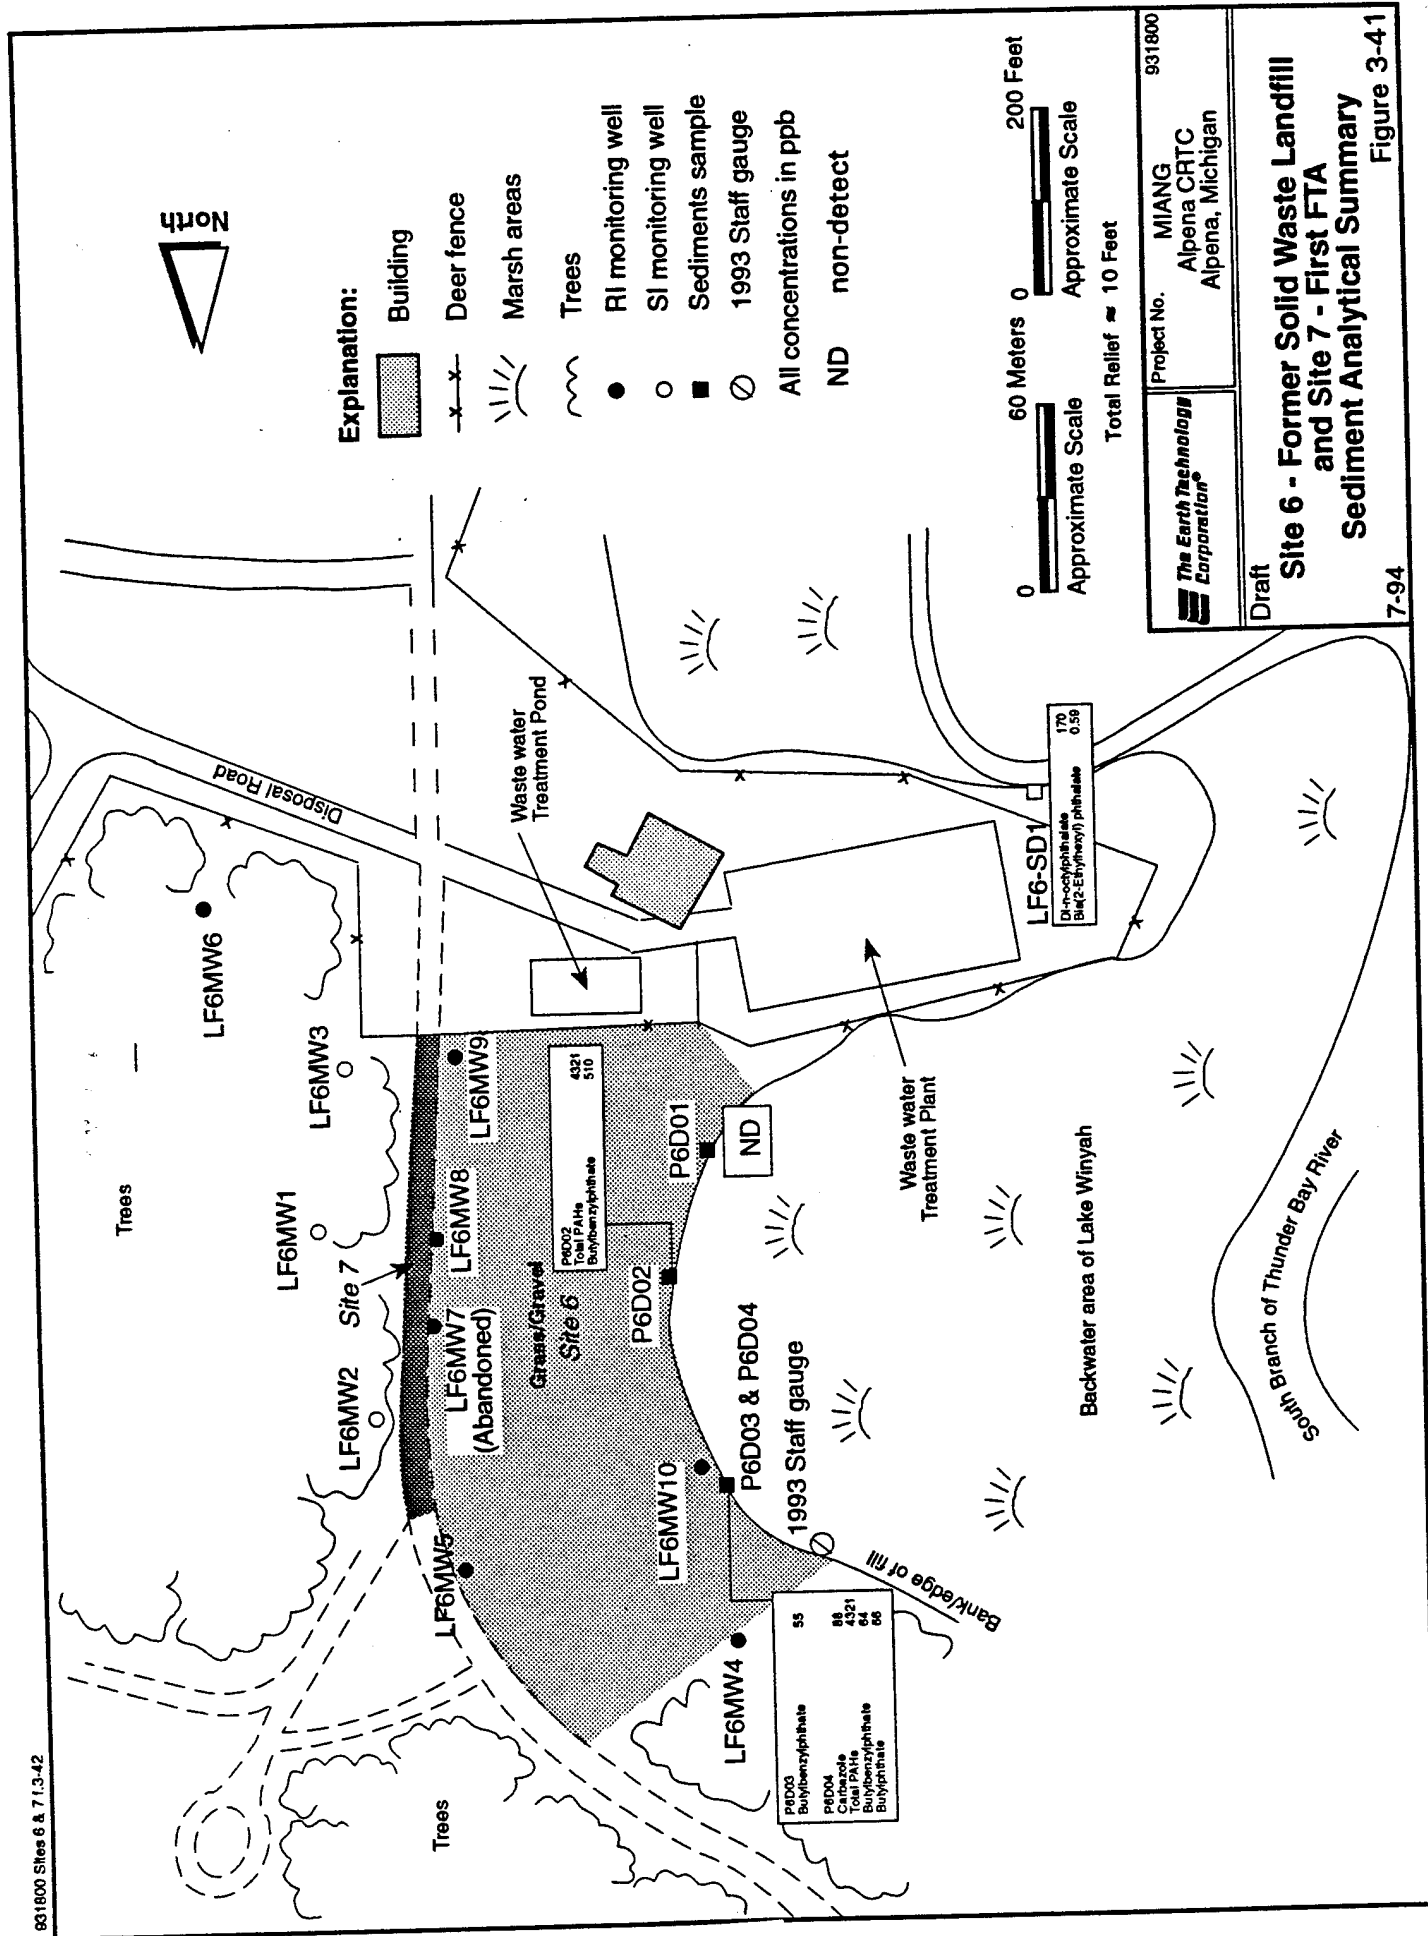 931800 Sites 6 & 7 f.3-42
North
Explanation:
Building
Deer fence
Marsh areas
Trees
RI monitoring well
SI monitoring well
Sediments sample
1993 Staff gauge
All concentrations in ppb
ND non-detect
0 60 Meters
Approximate Scale
0 200 Feet
Approximate Scale
Total Relief ≈ 10 Feet
Trees
Trees
Disposal Road
LF6MW6
LF6MW3
LF6MW1
LF6MW2
Site 7
LF6MW9
LF6MW8
LF6MW7
(Abandoned)
LF6MW5
Grass/Gravel
Site 6
P6D02
Total PAHs 4321
Butylbenzylphthate 510
Waste water
Treatment Pond
P6D01
ND
P6D02
P6D03 & P6D04
LF6MW10
1993 Staff gauge
LF6MW4
Bank/edge of fill
P6D03
Butylbenzylphthate 55
P6D04
Carbazole 88
Total PAHs 4321
Butylbenzylphthate 64
Butylphthate 66
Waste water
Treatment Plant
LF6-SD1
Di-n-octylphthalate 170
Bis(2-Ethylhexyl) phthalate 0.59
Backwater area of Lake Winyah
South Branch of Thunder Bay River
The Earth Technology
Corporation®
Project No. MIANG 931800
Alpena CRTC
Alpena, Michigan
Draft
Site 6 - Former Solid Waste Landfill
and Site 7 - First FTA
Sediment Analytical Summary
7-94 Figure 3-41